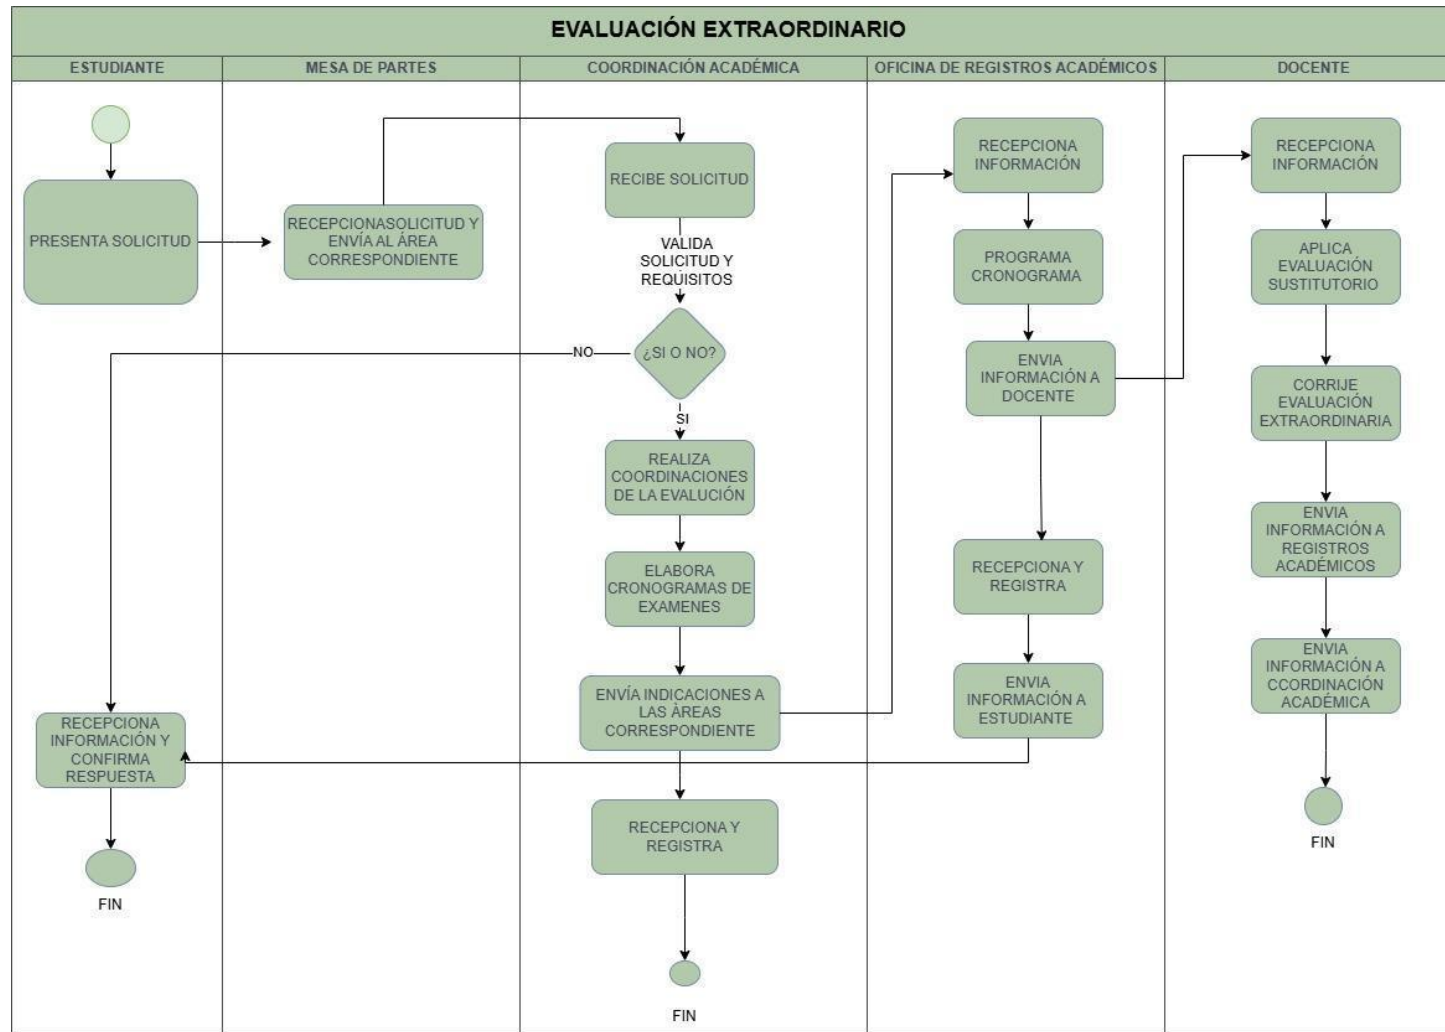 EVALUACIÓN EXTRAORDINARIO
ESTUDIANTE
MESA DE PARTES
COORDINACIÓN ACADÉMICA
OFICINA DE REGISTROS ACADÉMICOS
DOCENTE
PRESENTA SOLICITUD
RECEPCIONASOLICITUD Y
ENVÍA AL ÁREA
CORRESPONDIENTE
RECIBE SOLICITUD
VALIDA
SOLICITUD Y
REQUISITOS
¿SI O NO?
NO
SI
REALIZA
COORDINACIONES
DE LA EVALUCIÓN
ELABORA
CRONOGRAMAS DE
EXAMENES
ENVÍA INDICACIONES A
LAS ÀREAS
CORRESPONDIENTE
RECEPCIONA Y
REGISTRA
FIN
RECEPCIONA
INFORMACIÓN Y
CONFIRMA
RESPUESTA
FIN
RECEPCIONA
INFORMACIÓN
PROGRAMA
CRONOGRAMA
ENVIA
INFORMACIÓN A
DOCENTE
RECEPCIONA Y
REGISTRA
ENVIA
INFORMACIÓN A
ESTUDIANTE
RECEPCIONA
INFORMACIÓN
APLICA
EVALUACIÓN
SUSTITUTORIO
CORRIJE
EVALUACIÓN
EXTRAORDINARIA
ENVIA
INFORMACIÓN A
REGISTROS
ACADÉMICOS
ENVIA
INFORMACIÓN A
CCORDINACIÓN
ACADÉMICA
FIN